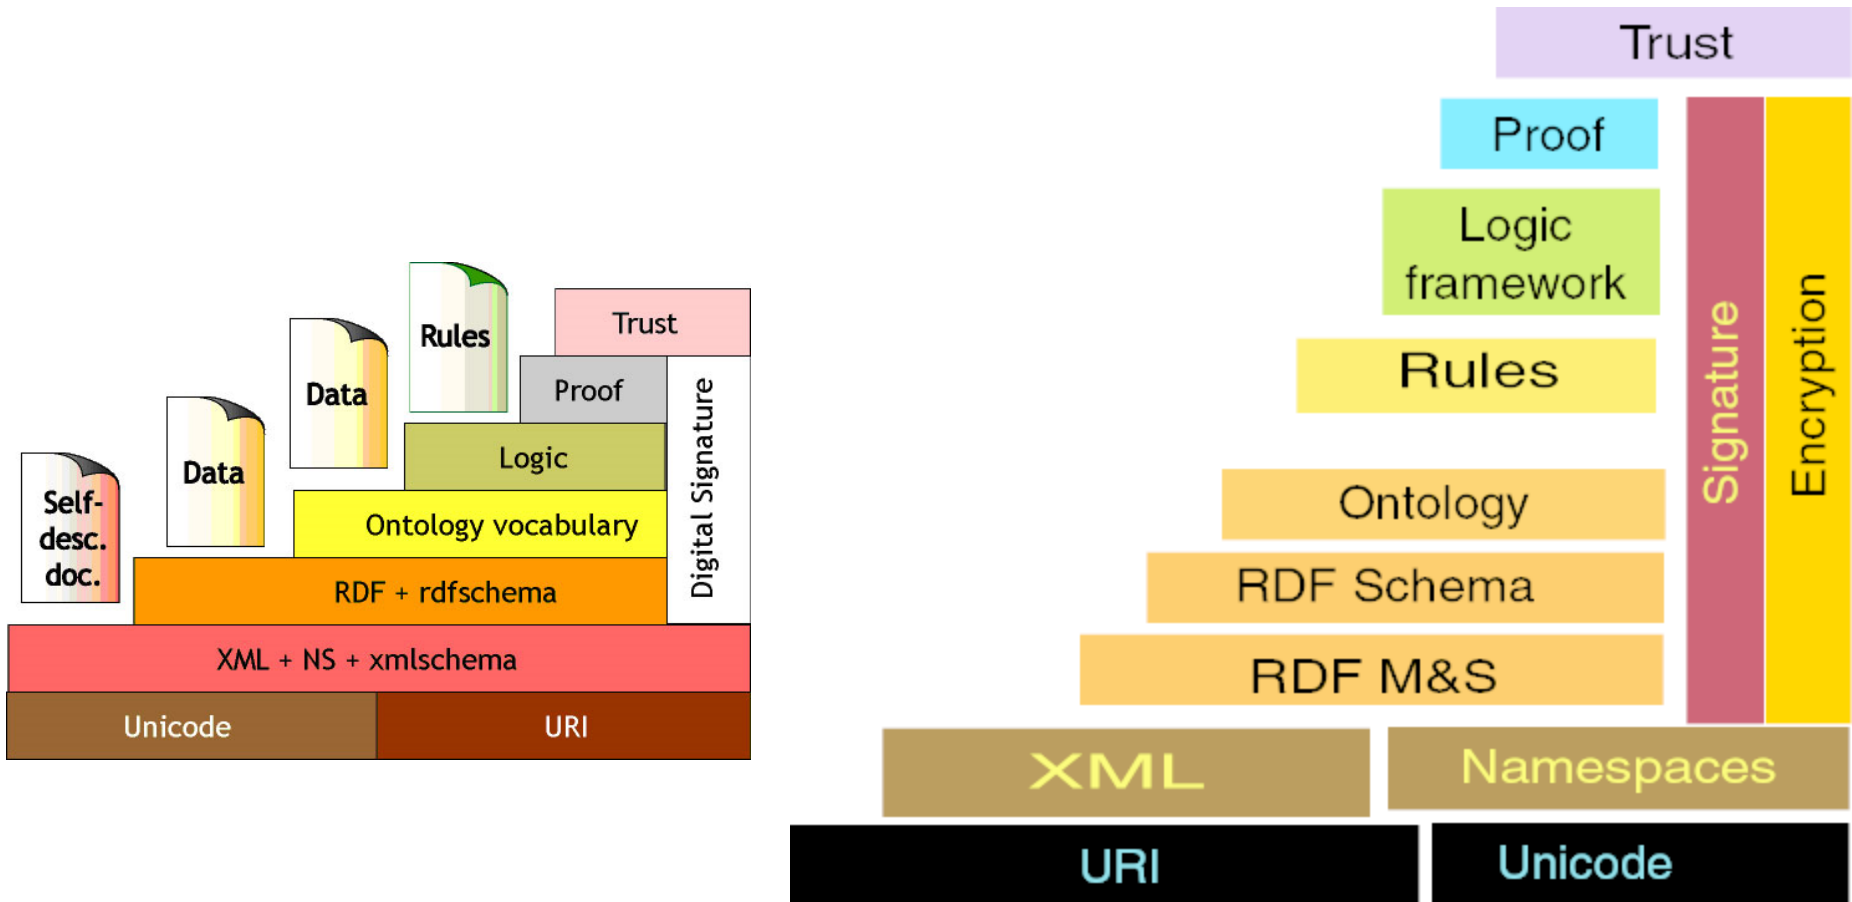 Rules
Trust
Data
Proof
Digital Signature
Data
Logic
Self-
desc.
doc.
Ontology vocabulary
RDF + rdfschema
XML + NS + xmlschema
Unicode
URI
Trust
Proof
Logic
framework
Rules
Signature
Encryption
Ontology
RDF Schema
RDF M&S
XML
Namespaces
URI
Unicode